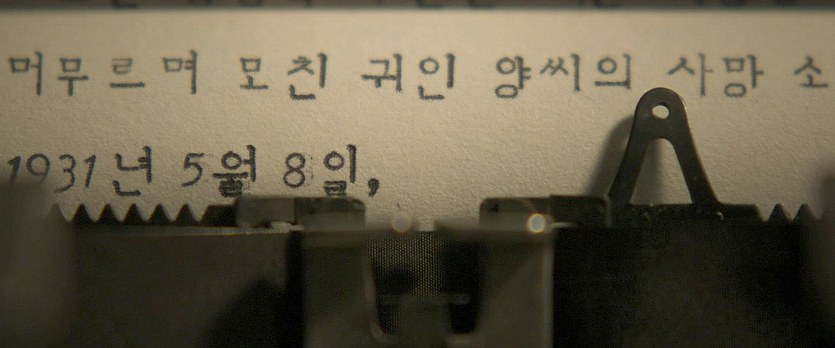 머무르며 모친 귀인 양씨의 사망 소
1931년 5월 8일,